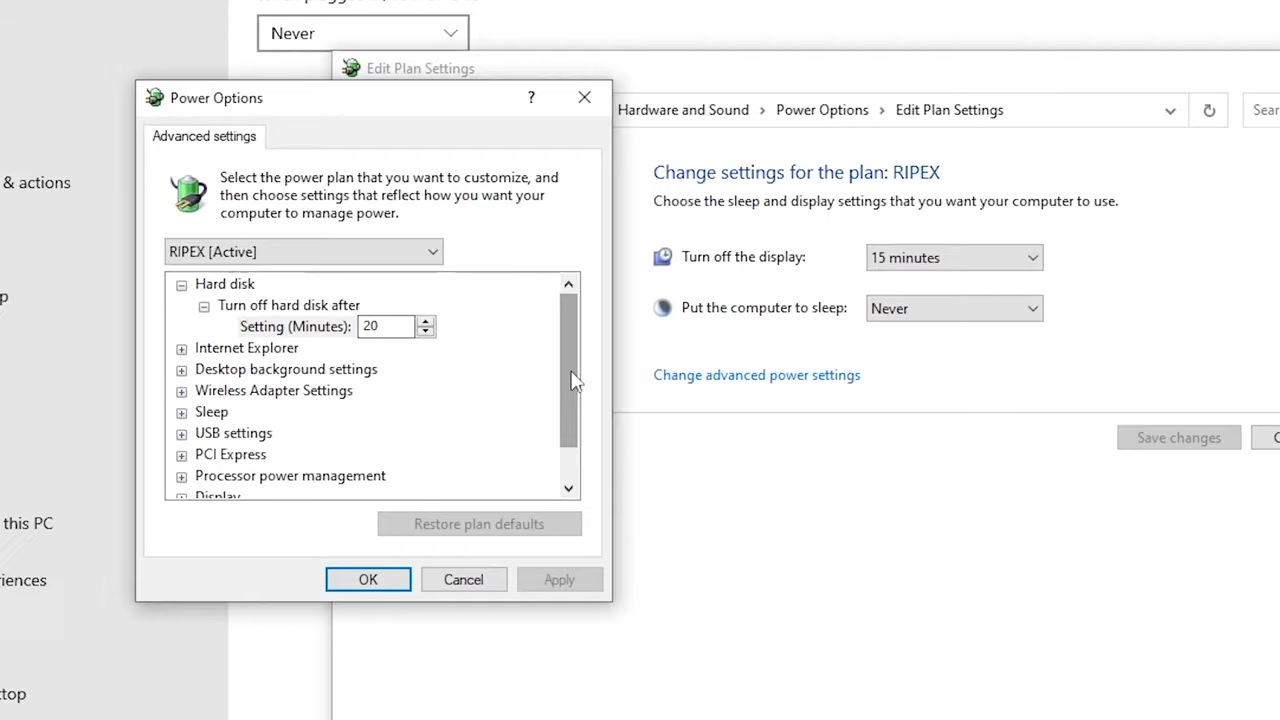 Never
Edit Plan Settings
Power Options
?
Hardware and Sound > Power Options > Edit Plan Settings
Sear
Advanced settings
Select the power plan that you want to customize, and
then choose settings that reflect how you want your
computer to manage power.
RIPEX [Active]
Hard disk
Turn off hard disk after
Setting (Minutes): 20
Internet Explorer
Desktop background settings
Wireless Adapter Settings
Sleep
USB settings
PCI Express
Processor power management
Display
Restore plan defaults
OK
Cancel
Apply
Change settings for the plan: RIPEX
Choose the sleep and display settings that you want your computer to use.
Turn off the display: 15 minutes
Put the computer to sleep: Never
Change advanced power settings
Save changes
C
& actions
p
this PC
riences
top